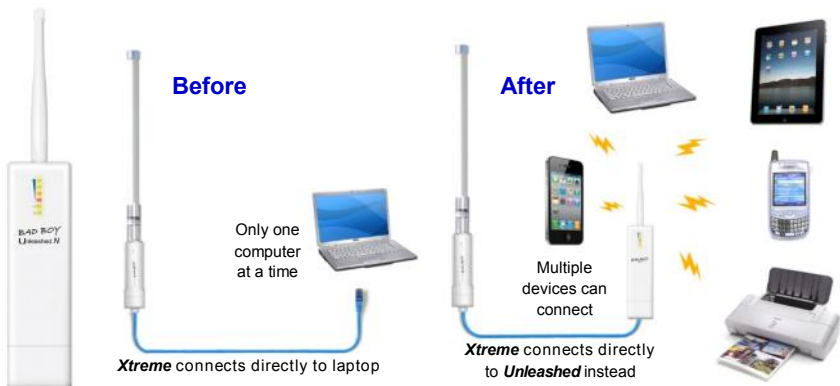 BAD BOY
Unleashed.N
Before
Only one
computer
at a time
Xtreme connects directly to laptop
After
Multiple
devices can
connect
Xtreme connects directly
to Unleashed instead